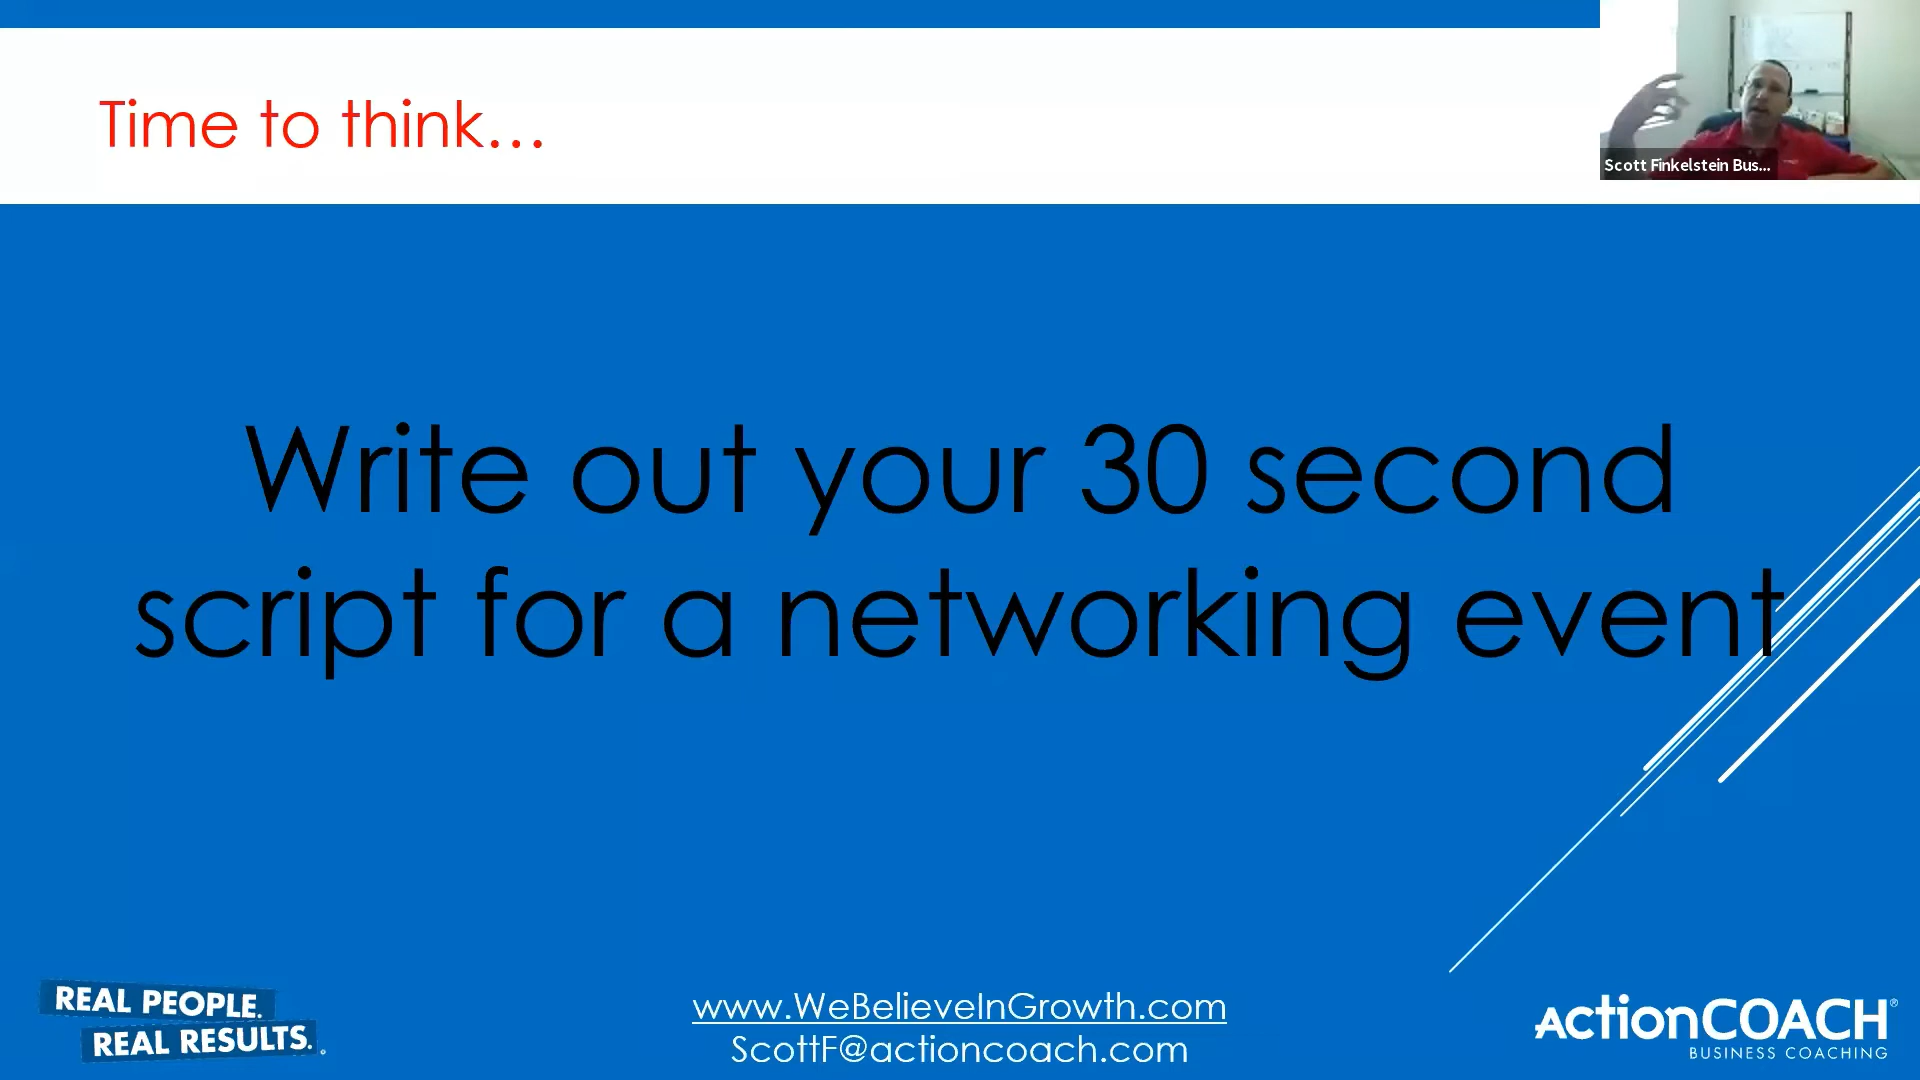 Time to think...
Scott Finkelstein Bus...
Write out your 30 second
script for a networking event
REAL PEOPLE.
REAL RESULTS.
www.WeBelieveInGrowth.com
ScottF@actioncoach.com
ActionCOACH®
BUSINESS COACHING